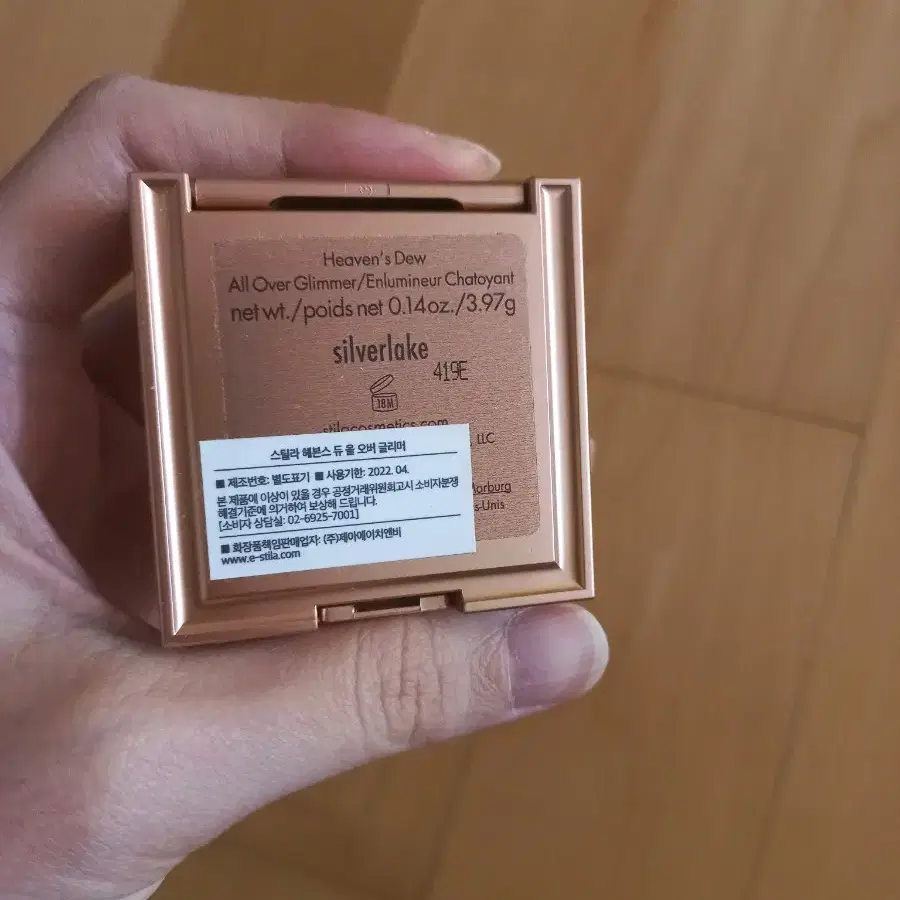 Heaven's Dew
All Over Glimmer/Enlumineur Chatoyant
net wt./poids net 0.14oz./3.97g
silverlake
419E
18M
stilacosmetics.com
, LLC
스틸라 헤븐스 듀 올 오버 글리머
■ 제조번호: 별도표기 ■ 사용기한: 2022. 04.
본 제품에 이상이 있을 경우 공정거래위원회고시 소비자분쟁
해결기준에 의거하여 보상해 드립니다.
[소비자 상담실: 02-6925-7001]
■ 화장품책임판매업자: (주)제아에이치앤비
www.e-stila.com
Marburg
s-Unis